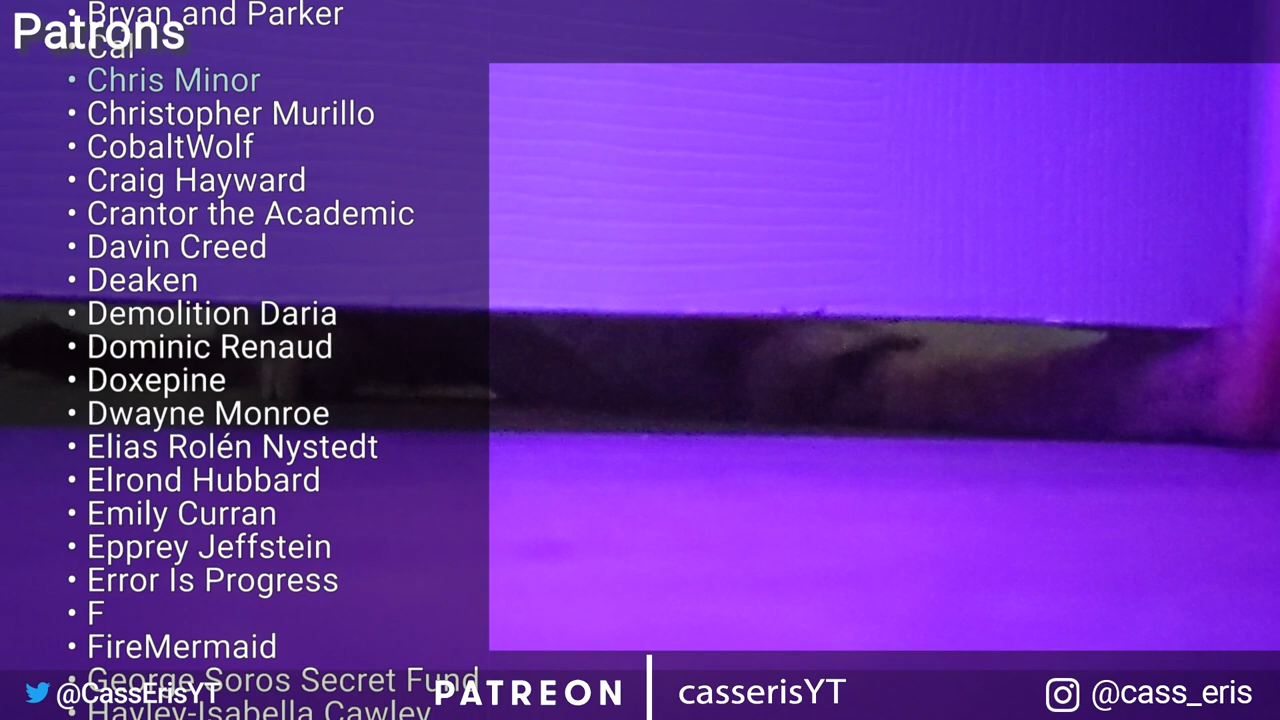 Patrons
• Bryan and Parker
• Cal
• Chris Minor
• Christopher Murillo
• CobaltWolf
• Craig Hayward
• Crantor the Academic
• Davin Creed
• Deaken
• Demolition Daria
• Dominic Renaud
• Doxepine
• Dwayne Monroe
• Elias Rolén Nystedt
• Elrond Hubbard
• Emily Curran
• Epprey Jeffstein
• Error Is Progress
• F
• FireMermaid
• George Soros Secret Fund
• Hayley-Isabella Cawley
@CassErisYT
PATREON | casserisYT
@cass_eris